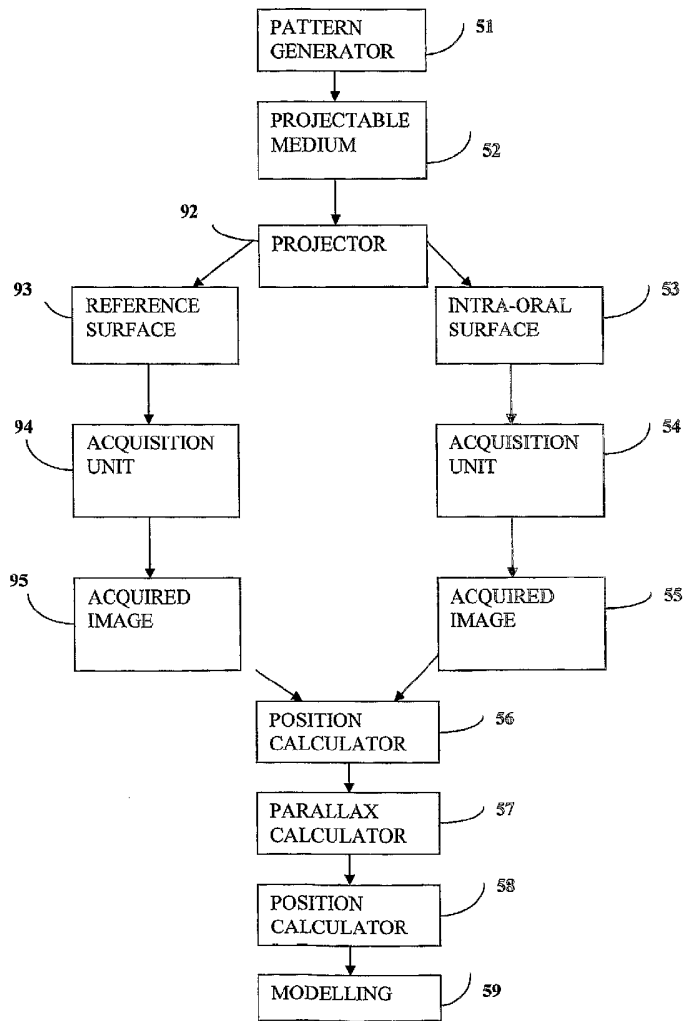 PATTERN
GENERATOR
51
PROJECTABLE
MEDIUM
52
92
PROJECTOR
93
REFERENCE
SURFACE
INTRA-ORAL
SURFACE
53
94
ACQUISITION
UNIT
ACQUISITION
UNIT
54
95
ACQUIRED
IMAGE
ACQUIRED
IMAGE
55
POSITION
CALCULATOR
56
PARALLAX
CALCULATOR
57
POSITION
CALCULATOR
58
MODELLING
59